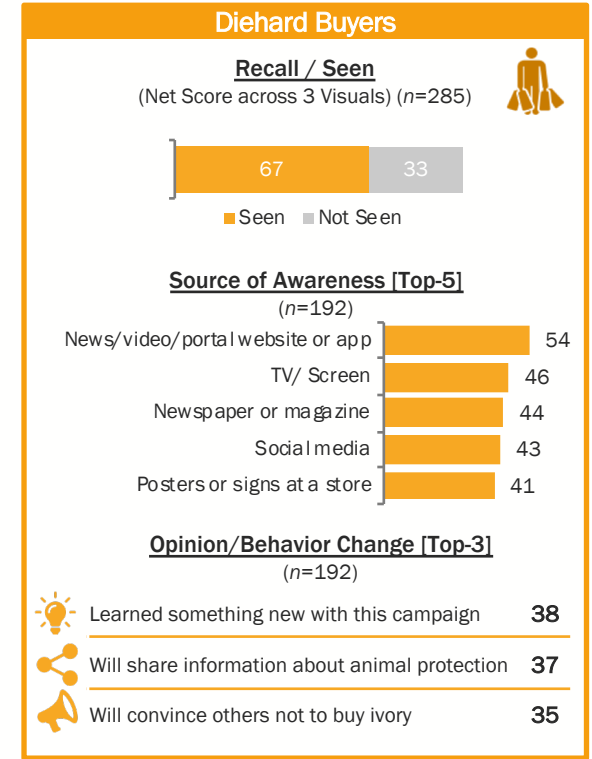 Diehard Buyers
Recall / Seen
(Net Score across 3 Visuals) (n=285)
67 33
Seen Not Seen
Source of Awareness [Top-5]
(n=192)
News/video/portal website or app 54
TV/ Screen 46
Newspaper or magazine 44
Social media 43
Posters or signs at a store 41
Opinion/Behavior Change [Top-3]
(n=192)
Learned something new with this campaign 38
Will share information about animal protection 37
Will convince others not to buy ivory 35